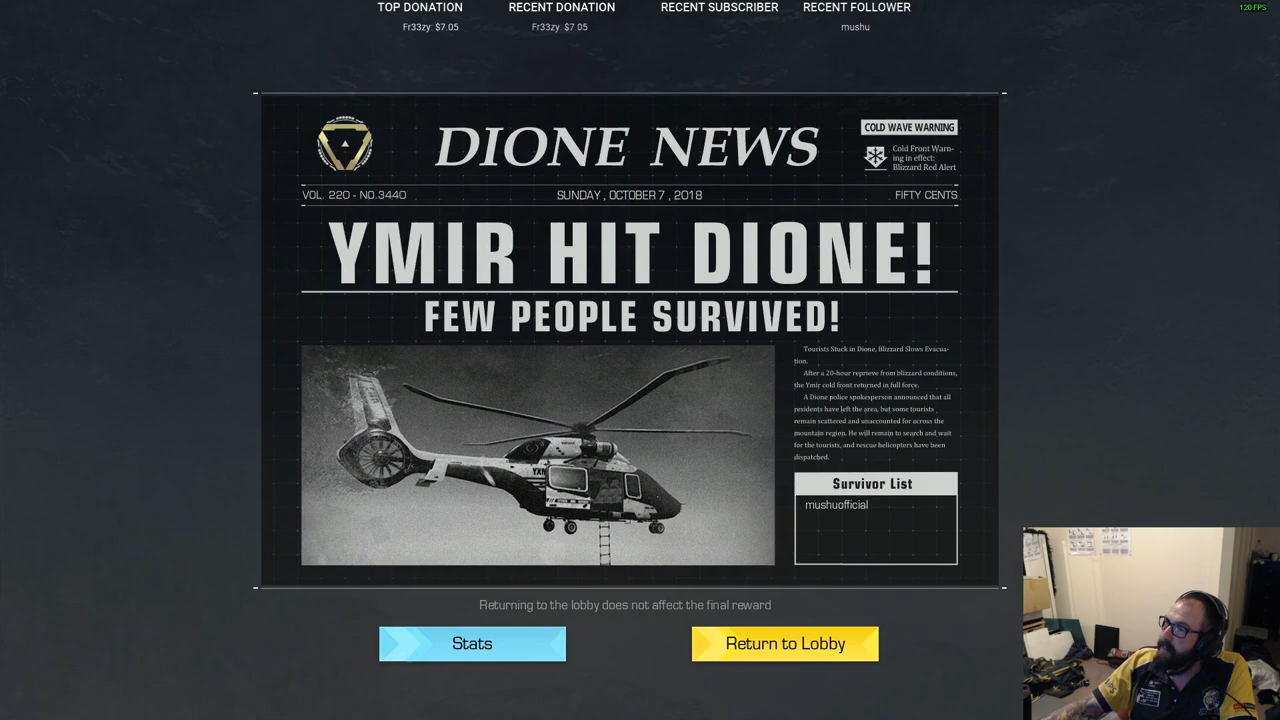 TOP DONATION RECENT DONATION RECENT SUBSCRIBER RECENT FOLLOWER
Fr33zy: $7.05 Fr33zy: $7.05 mushu
120 FPS
DIONE NEWS
COLD WAVE WARNING
Cold Front Warn-
ing in effect:
Blizzard Red Alert
VOL. 220 - NO.3440 SUNDAY , OCTOBER 7 , 2018 FIFTY CENTS
YMIR HIT DIONE!
FEW PEOPLE SURVIVED!
Tourists Stuck in Dione, Blizzard Slows Evacua-
tion.
After a 20-hour reprieve from blizzard conditions,
the Ymir cold front returned in full force.
A Dione police spokesperson announced that all
residents have left the area, but some tourists
remain scattered and unaccounted for across the
mountain region. He will remain to search and wait
for the tourists, and rescue helicopters have been
dispatched.
Survivor List
mushuofficial
Returning to the lobby does not affect the final reward
Stats
Return to Lobby